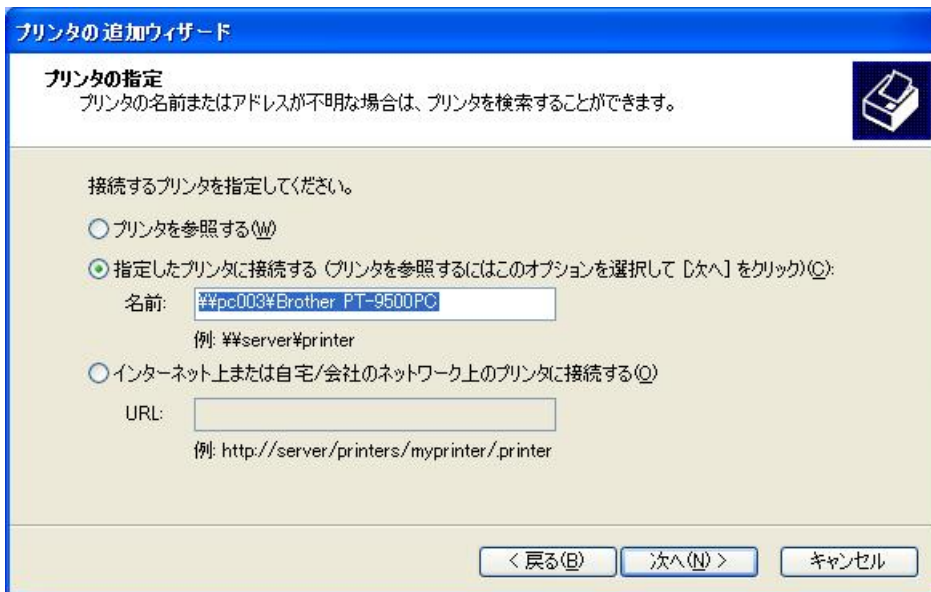 プリンタの追加ウィザード
プリンタの指定
プリンタの名前またはアドレスが不明な場合は、プリンタを検索することができます。
接続するプリンタを指定してください。
プリンタを参照する(W)
指定したプリンタに接続する (プリンタを参照するにはこのオプションを選択して [次へ] をクリック)(C):
名前: ¥¥pc003¥Brother PT-9500PC
例: ¥¥server¥printer
インターネット上または自宅/会社のネットワーク上のプリンタに接続する(O)
URL:
例: http://server/printers/myprinter/.printer
< 戻る(B) 次へ(N) > キャンセル